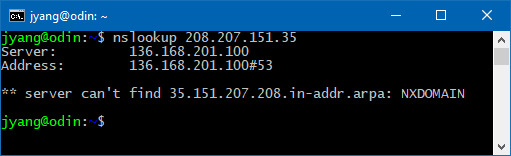 jyang@odin: ~
jyang@odin:~$ nslookup 208.207.151.35
Server:         136.168.201.100
Address:        136.168.201.100#53

** server can't find 35.151.207.208.in-addr.arpa: NXDOMAIN

jyang@odin:~$